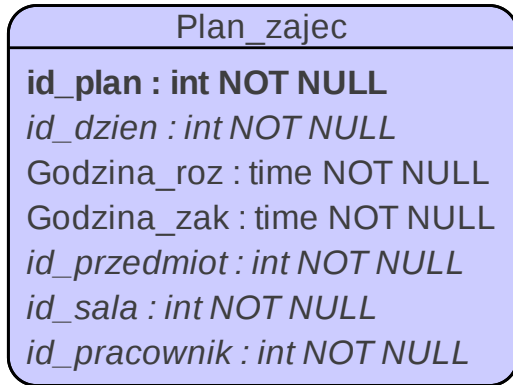 Plan_zajec
id_plan : int NOT NULL
id_dzien : int NOT NULL
Godzina_roz : time NOT NULL
Godzina_zak : time NOT NULL
id_przedmiot : int NOT NULL
id_sala : int NOT NULL
id_pracownik : int NOT NULL